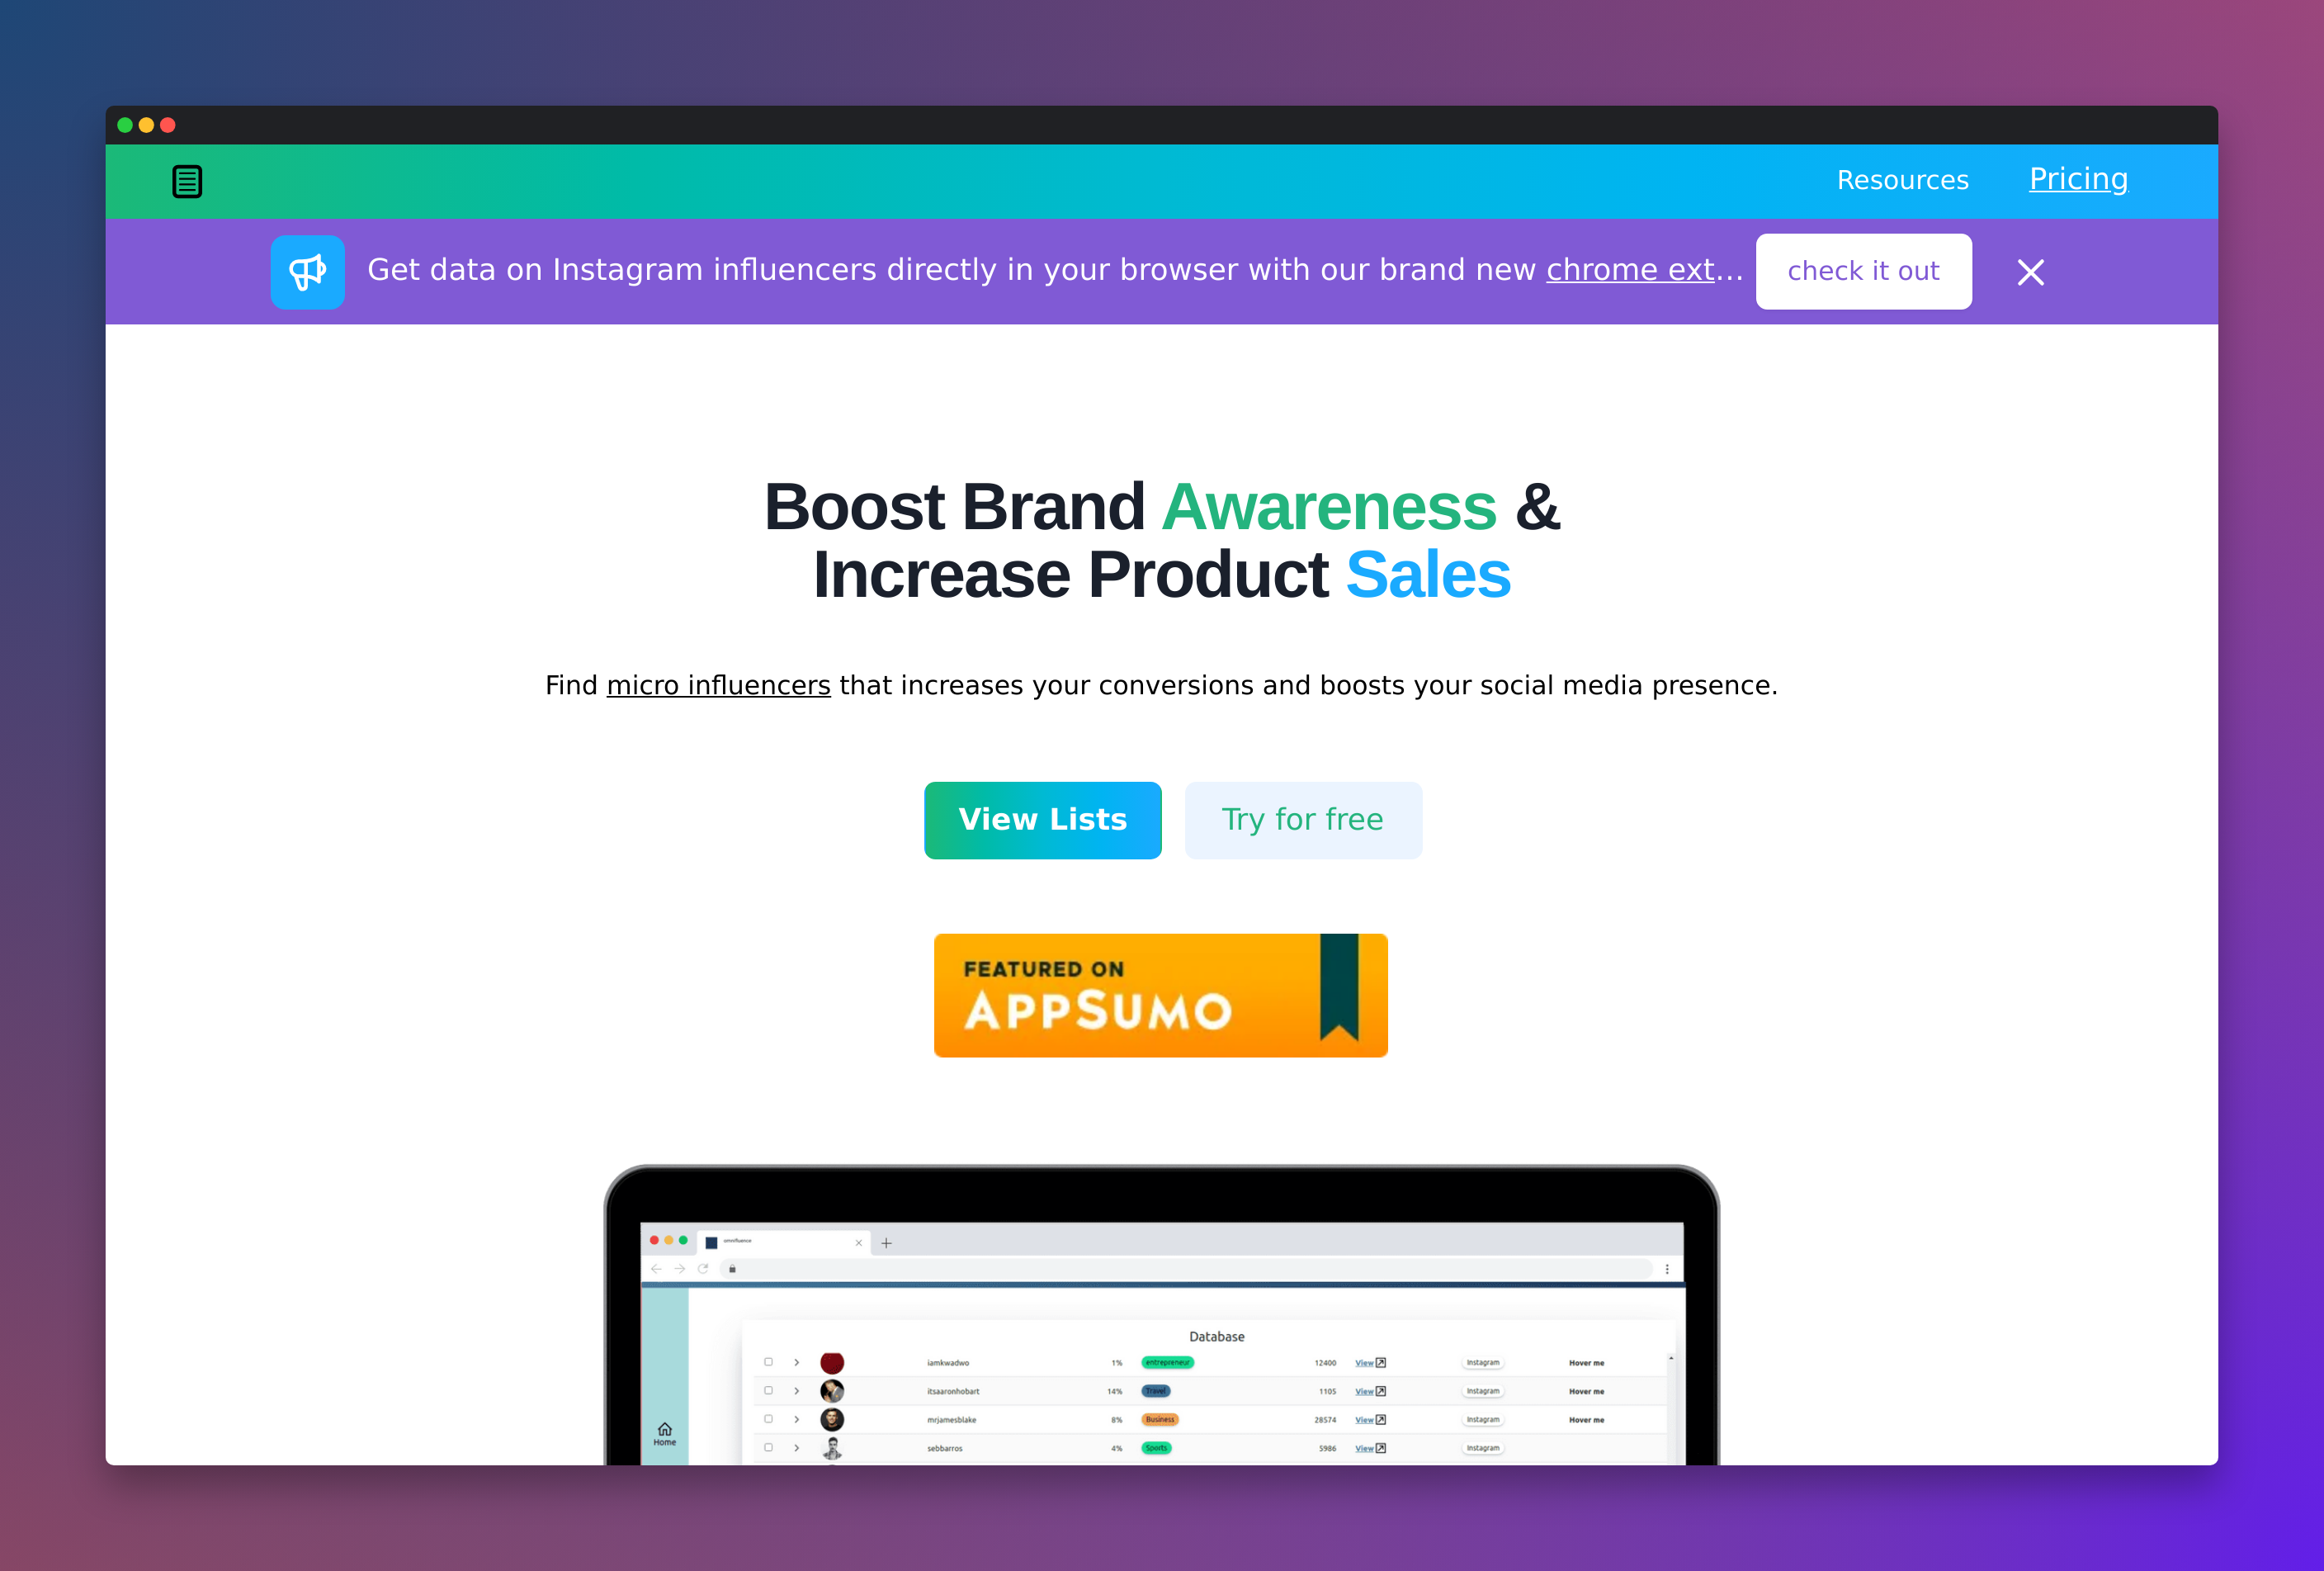 Resources Pricing
Get data on Instagram influencers directly in your browser with our brand new chrome ext... check it out
Boost Brand Awareness &
Increase Product Sales
Find micro influencers that increases your conversions and boosts your social media presence.
View Lists Try for free
FEATURED ON
APPSUMO
omnifluence
Database
iamkwadwo 1% entrepreneur 12400 View Instagram Hover me
itsaaronhobart 14% Travel 1105 View Instagram Hover me
mrjamesblake 8% Business 28574 View Instagram Hover me
sebbarros 4% Sports 5986 View Instagram
Home